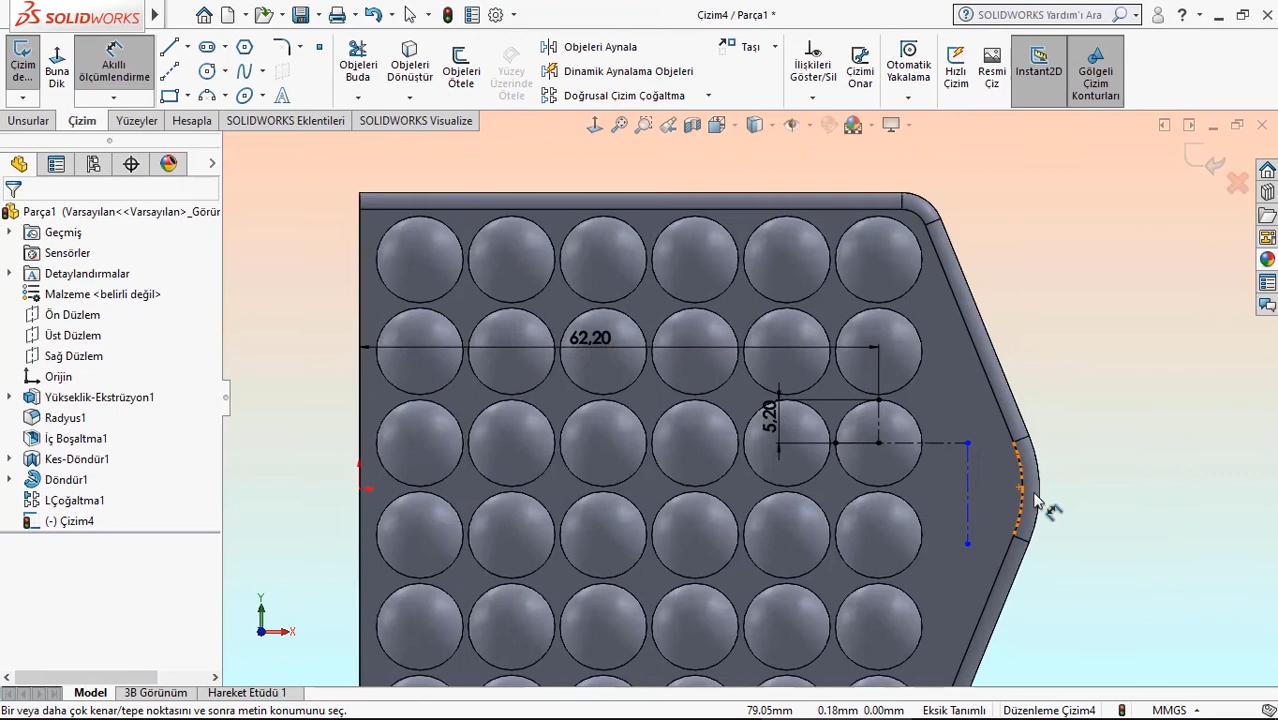 SOLIDWORKS
Çizim4 / Parça1 *
SOLIDWORKS Yardım'ı Ara
?
Çizim
de...
Buna
Dik
Akıllı
ölçümlendirme
Objeleri
Buda
Objeleri
Dönüştür
Objeleri
Ötele
Yüzey
Üzerinde
Ötele
Objeleri Aynala
Dinamik Aynalama Objeleri
Doğrusal Çizim Çoğaltma
Taşı
İlişkileri
Göster/Sil
Çizimi
Onar
Otomatik
Yakalama
Hızlı
Çizim
Resmi
Çiz
Instant2D
Gölgeli
Çizim
Konturları
Unsurlar
Çizim
Yüzeyler
Hesapla
SOLIDWORKS Eklentileri
SOLIDWORKS Visualize
Parça1 (Varsayılan<<Varsayılan>_Görür
Geçmiş
Sensörler
Detaylandırmalar
Malzeme <belirli değil>
Ön Düzlem
Üst Düzlem
Sağ Düzlem
Orijin
Yükseklik-Ekstrüzyon1
Radyus1
İç Boşaltma1
Kes-Döndür1
Döndür1
LÇoğaltma1
(-) Çizim4
62,20
5,20
Y
X
Model
3B Görünüm
Hareket Etüdü 1
Bir veya daha çok kenar/tepe noktasını ve sonra metin konumunu seç.
79.05mm
0.18mm
0.00mm
Eksik Tanımlı
Düzenleme Çizim4
MMGS